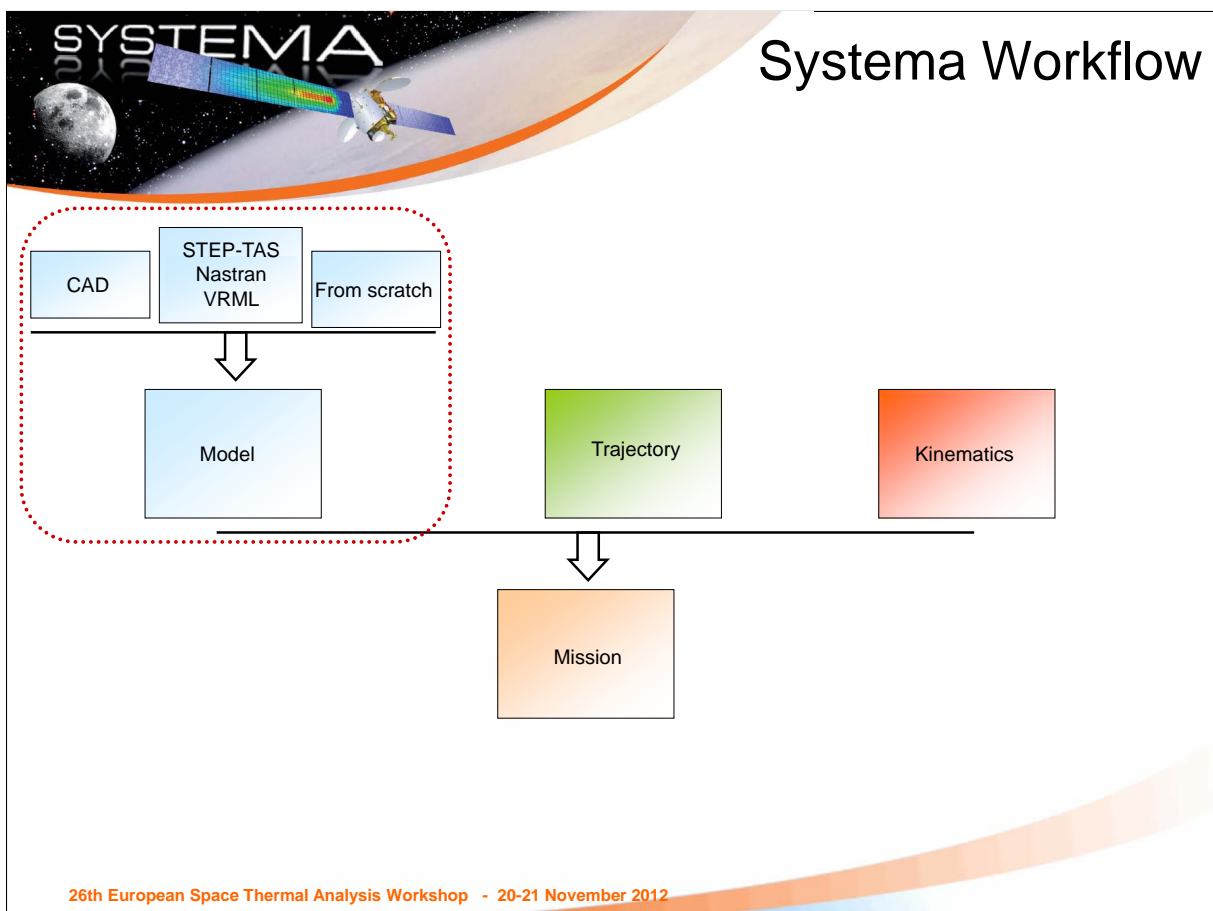 SYSTEMA
Systema Workflow
CAD
STEP-TAS
Nastran
VRML
From scratch
Model
Trajectory
Kinematics
Mission
26th European Space Thermal Analysis Workshop - 20-21 November 2012